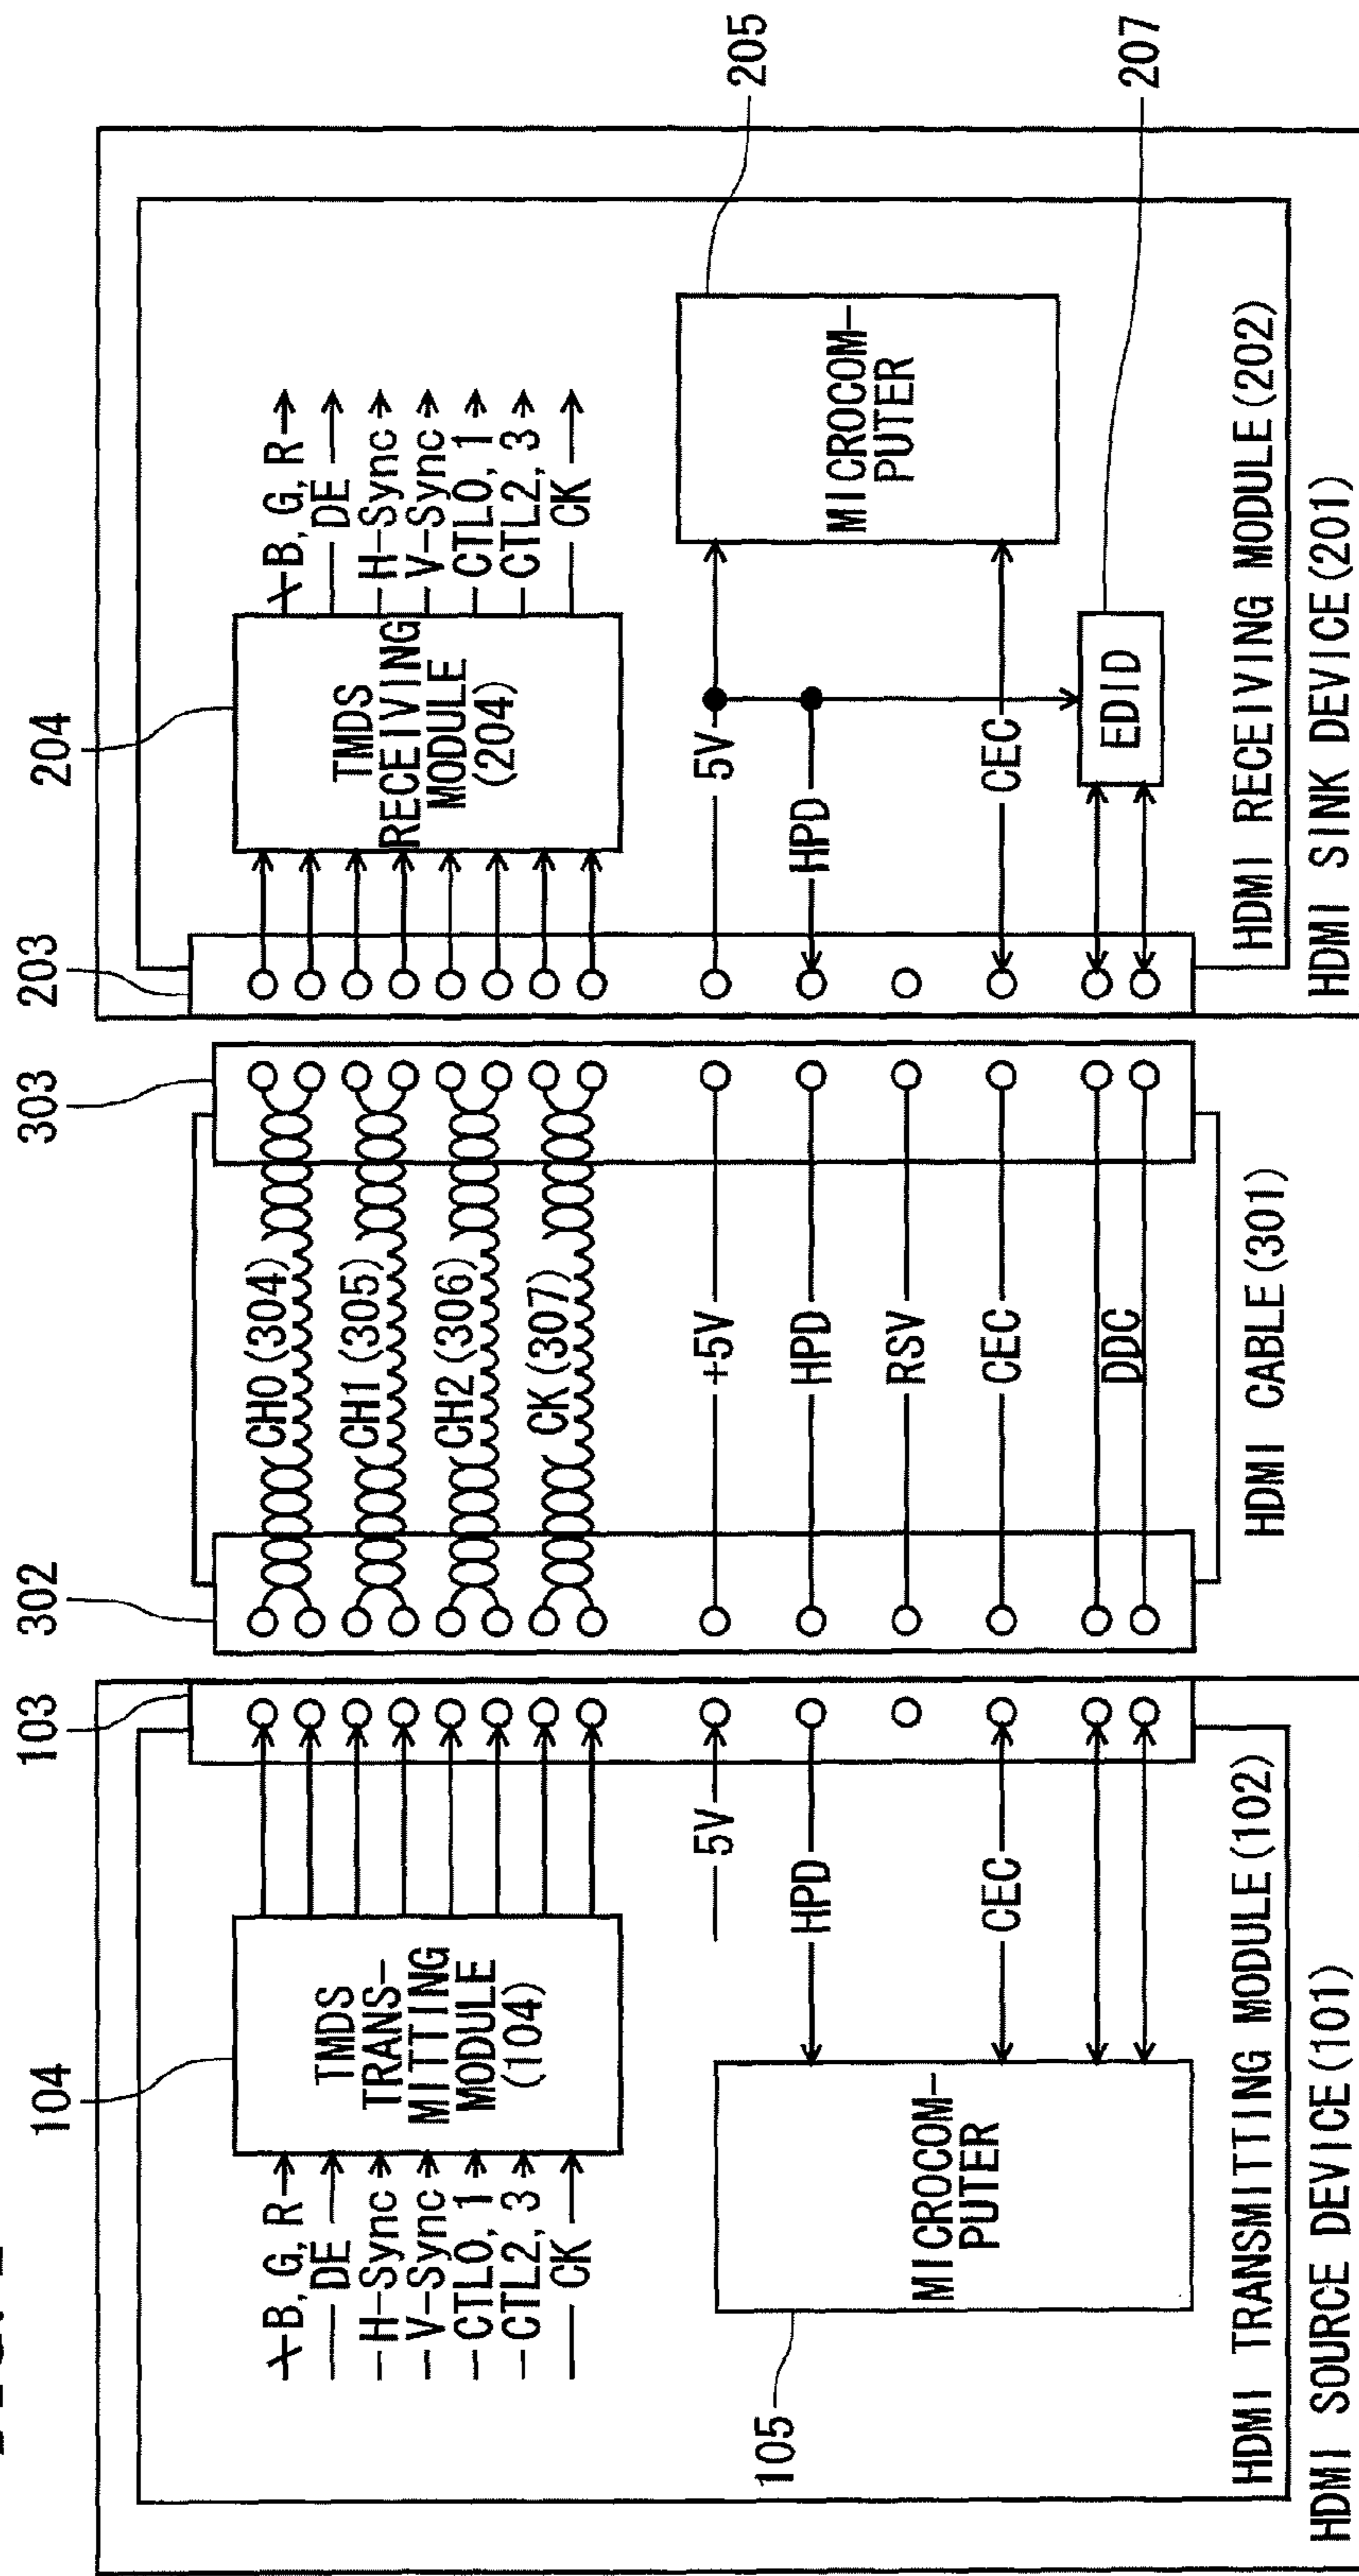 104
103
302
303
203
204
205
207
B, G, R
DE
H-Sync
V-Sync
CTL0, 1
CTL2, 3
CK
TMDS
TRANS-
MITTING
MODULE
(104)
5V
HPD
CEC
MICROCOM-
PUTER
105
HDMI TRANSMITTING MODULE (102)
HDMI SOURCE DEVICE (101)
CH0 (304)
CH1 (305)
CH2 (306)
CK (307)
+5V
HPD
RSV
CEC
DDC
HDMI CABLE (301)
TMDS
RECEIVING
MODULE
(204)
B, G, R
DE
H-Sync
V-Sync
CTL0, 1
CTL2, 3
CK
5V
HPD
CEC
MICROCOM-
PUTER
EDID
HDMI RECEIVING MODULE (202)
HDMI SINK DEVICE (201)